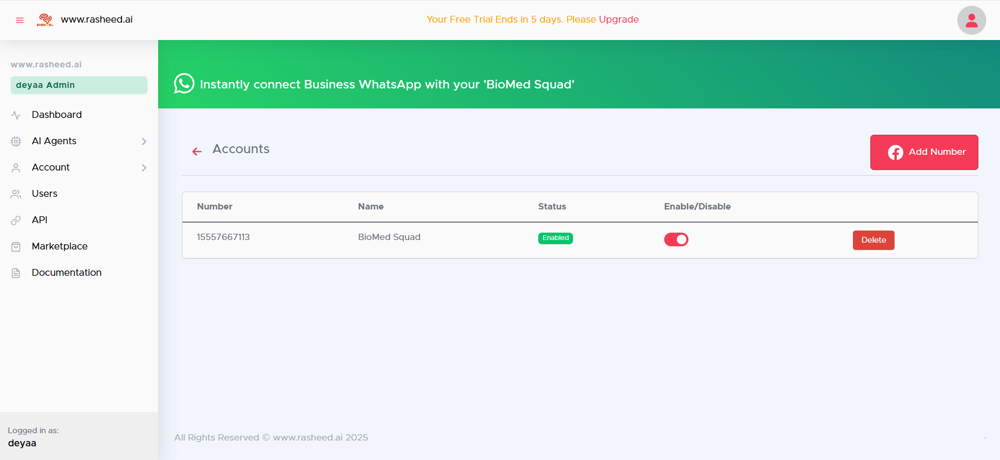 www.rasheed.ai
Your Free Trial Ends in 5 days. Please Upgrade
www.rasheed.ai
deyaa Admin
Dashboard
AI Agents
Account
Users
API
Marketplace
Documentation
Logged in as:
deyaa
Instantly connect Business WhatsApp with your 'BioMed Squad'
Accounts
Add Number
Number Name Status Enable/Disable
15557667113 BioMed Squad Enabled Delete
All Rights Reserved © www.rasheed.ai 2025